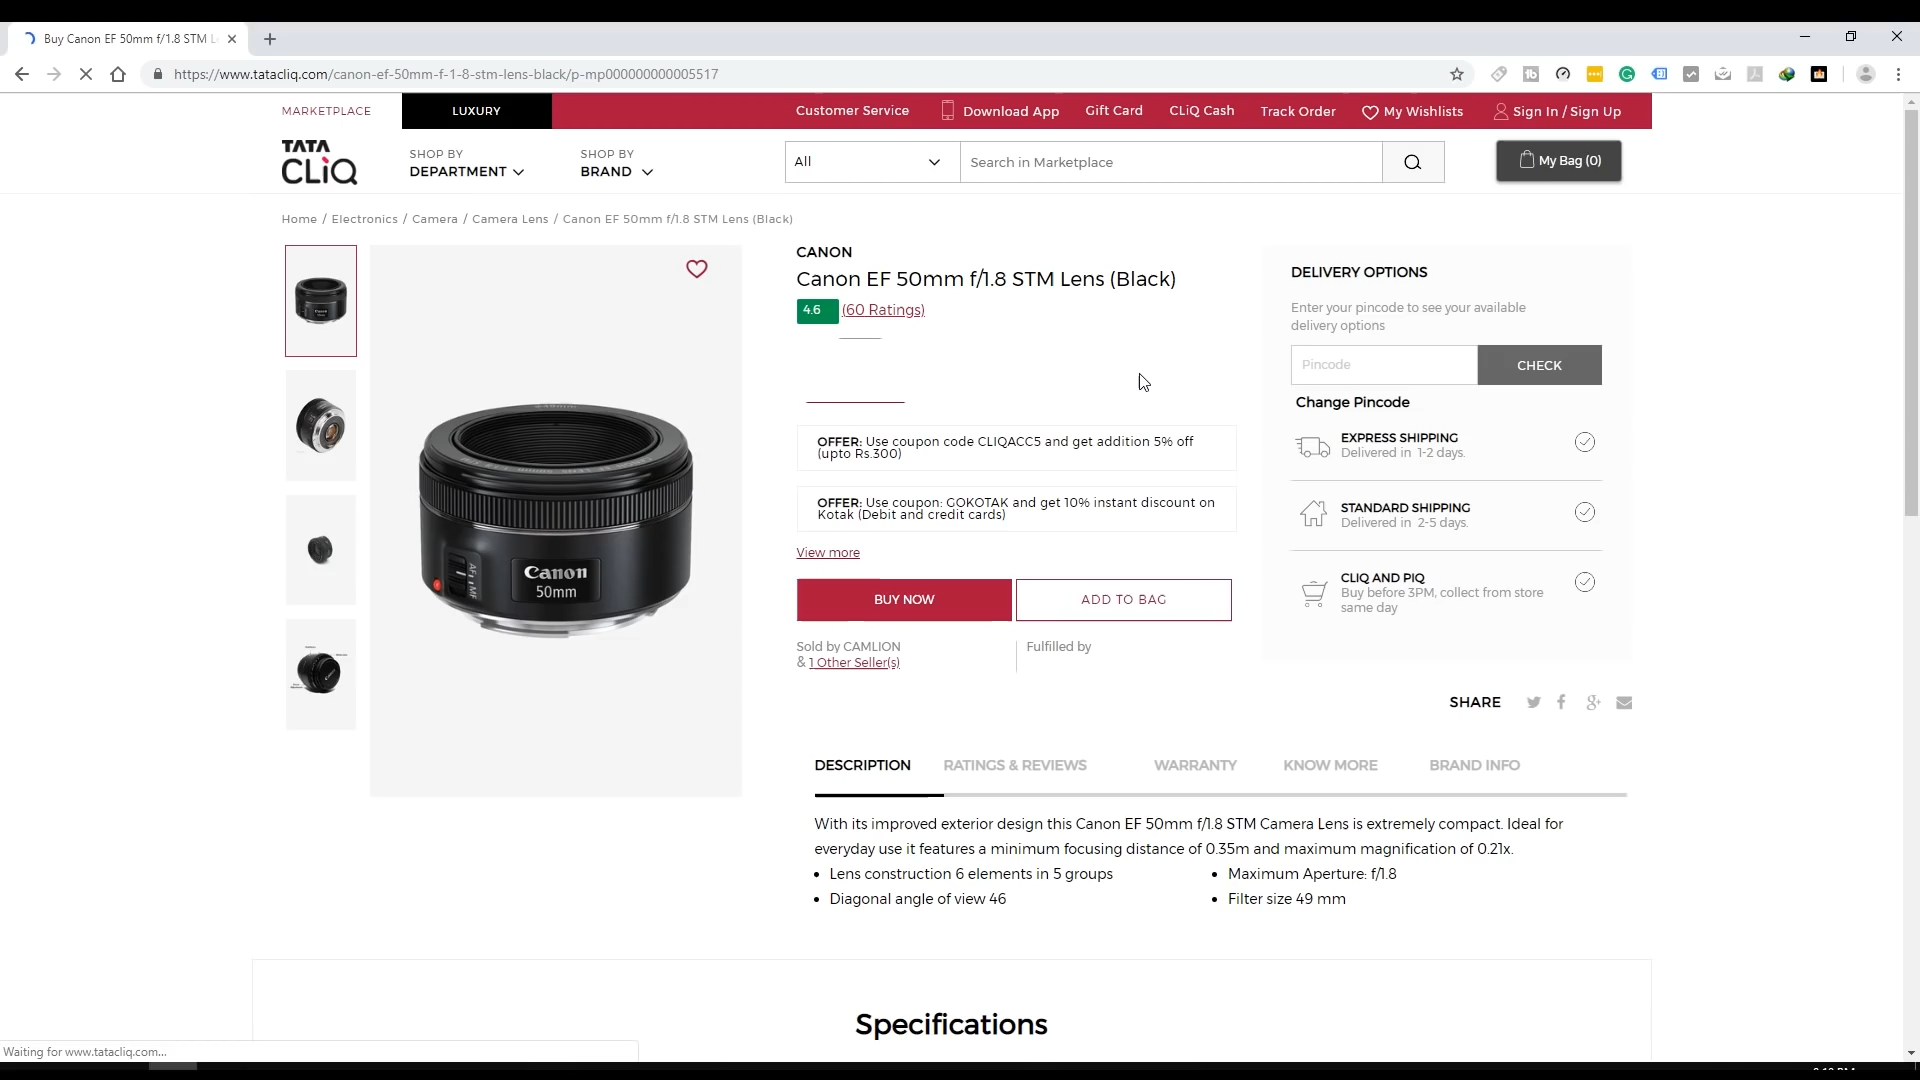 Buy Canon EF 50mm f/1.8 STM L
https://www.tatacliq.com/canon-ef-50mm-f-1-8-stm-lens-black/p-mp000000000005517
MARKETPLACE
LUXURY
Customer Service
Download App
Gift Card
CLiQ Cash
Track Order
My Wishlists
Sign In / Sign Up
TATA
CLiQ
SHOP BY
DEPARTMENT
SHOP BY
BRAND
All
Search in Marketplace
My Bag (0)
Home / Electronics / Camera / Camera Lens / Canon EF 50mm f/1.8 STM Lens (Black)
Canon
50mm
AF MF
CANON
Canon EF 50mm f/1.8 STM Lens (Black)
4.6 (60 Ratings)
OFFER: Use coupon code CLIQACC5 and get addition 5% off
(upto Rs.300)
OFFER: Use coupon: GOKOTAK and get 10% instant discount on
Kotak (Debit and credit cards)
View more
BUY NOW
ADD TO BAG
Sold by CAMLION
& 1 Other Seller(s)
Fulfilled by
DELIVERY OPTIONS
Enter your pincode to see your available
delivery options
Pincode
CHECK
Change Pincode
EXPRESS SHIPPING
Delivered in 1-2 days.
STANDARD SHIPPING
Delivered in 2-5 days.
CLIQ AND PIQ
Buy before 3PM, collect from store
same day
SHARE
DESCRIPTION
RATINGS & REVIEWS
WARRANTY
KNOW MORE
BRAND INFO
With its improved exterior design this Canon EF 50mm f/1.8 STM Camera Lens is extremely compact. Ideal for
everyday use it features a minimum focusing distance of 0.35m and maximum magnification of 0.21x.
• Lens construction 6 elements in 5 groups
• Maximum Aperture: f/1.8
• Diagonal angle of view 46
• Filter size 49 mm
Specifications
Waiting for www.tatacliq.com...